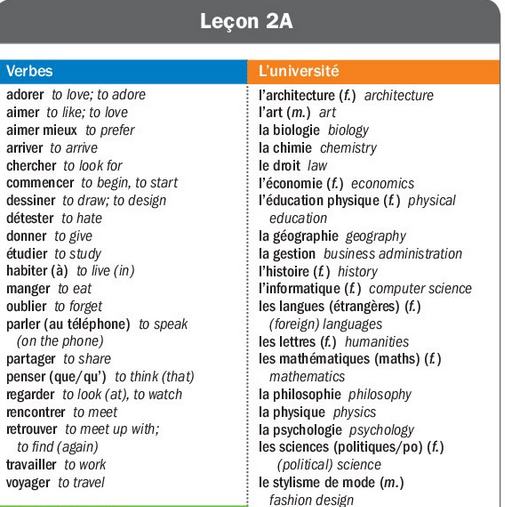 Leçon 2A
Verbes
adorer to love; to adore
aimer to like; to love
aimer mieux to prefer
arriver to arrive
chercher to look for
commencer to begin, to start
dessiner to draw; to design
détester to hate
donner to give
étudier to study
habiter (à) to live (in)
manger to eat
oublier to forget
parler (au téléphone) to speak
(on the phone)
partager to share
penser (que/qu') to think (that)
regarder to look (at), to watch
rencontrer to meet
retrouver to meet up with;
to find (again)
travailler to work
voyager to travel
L'université
l'architecture (f.) architecture
l'art (m.) art
la biologie biology
la chimie chemistry
le droit law
l'économie (f.) economics
l'éducation physique (f.) physical
education
la géographie geography
la gestion business administration
l'histoire (f.) history
l'informatique (f.) computer science
les langues (étrangères) (f.)
(foreign) languages
les lettres (f.) humanities
les mathématiques (maths) (f.)
mathematics
la philosophie philosophy
la physique physics
la psychologie psychology
les sciences (politiques/po) (f.)
(political) science
le stylisme de mode (m.)
fashion design